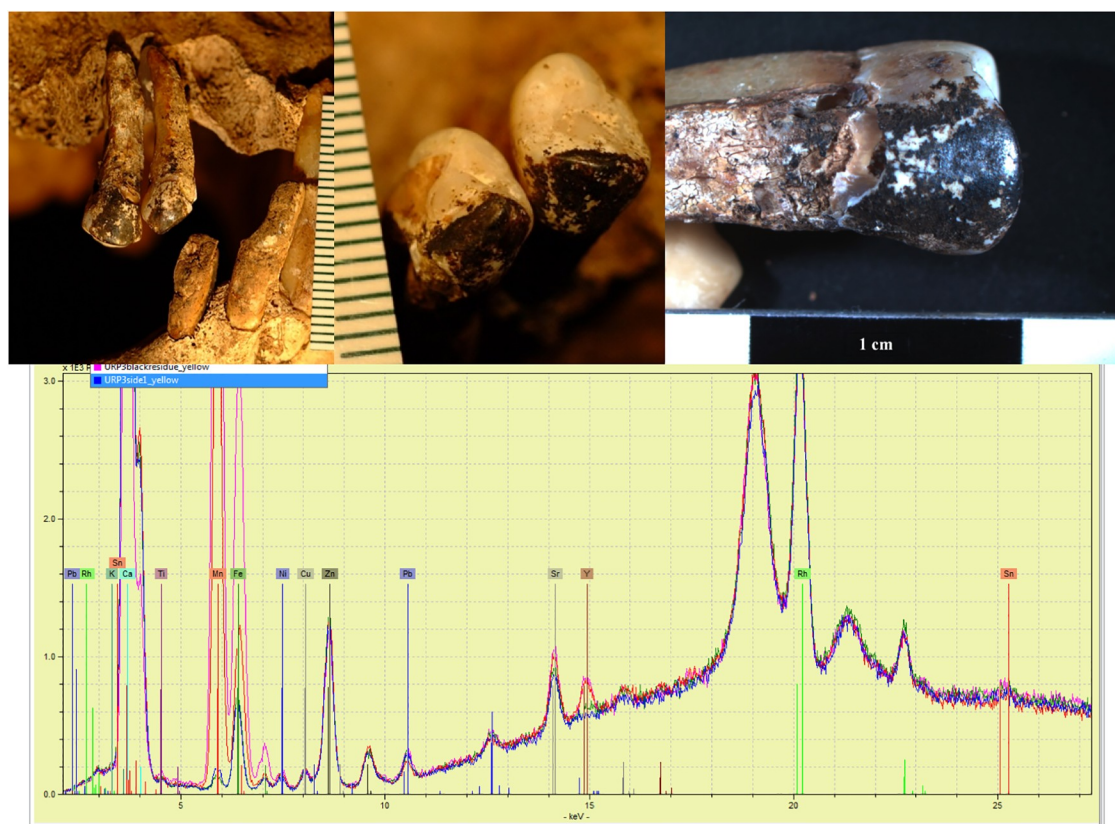 1 cm
x 1E3 P
URP3blackresidue_yellow
URP3side1_yellow
3.0
2.0
1.0
0.0
Sn
Pb Rh K Ca Ti Mn Fe Ni Cu Zn Pb Sr Y Rh Sn
5 10 15 20 25
- keV -